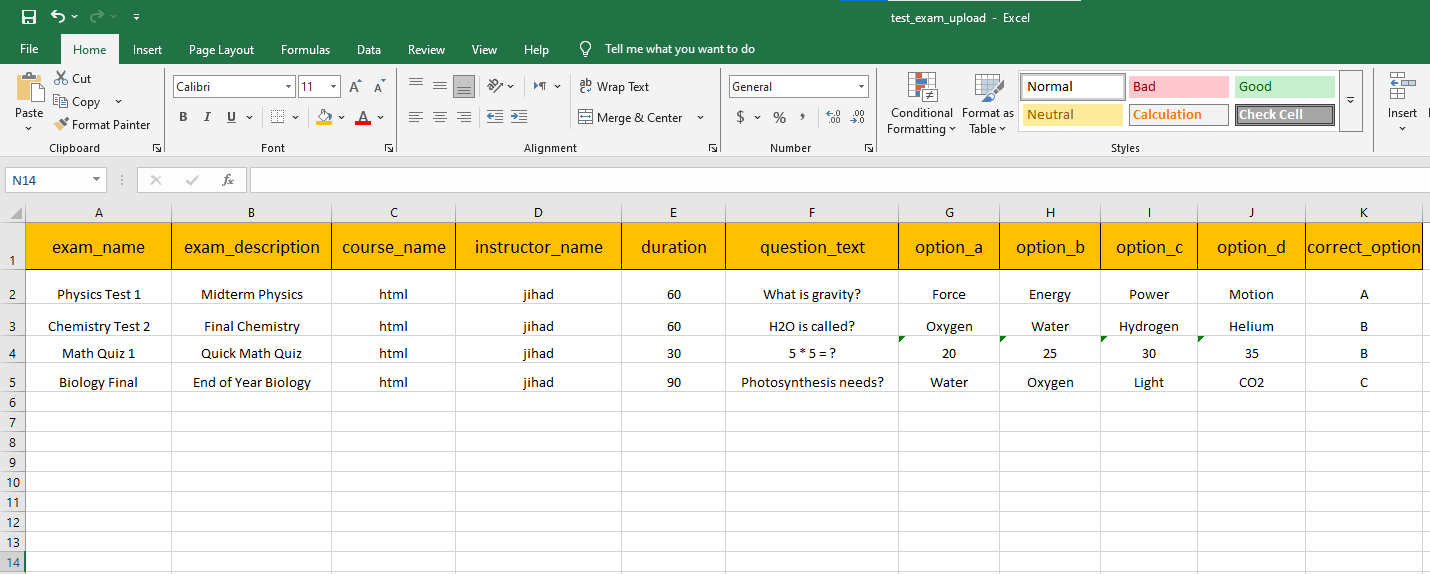 test_exam_upload - Excel
File Home Insert Page Layout Formulas Data Review View Help Tell me what you want to do
Paste
Cut
Copy
Format Painter
Clipboard
Calibri 11 A A
B I U A
Font
ab Wrap Text
Merge & Center
Alignment
General
$ % , .00 .00
Number
Conditional Formatting
Format as Table
Normal Bad Good
Neutral Calculation Check Cell
Styles
Insert
N14 fx
A B C D E F G H I J K
1 exam_name exam_description course_name instructor_name duration question_text option_a option_b option_c option_d correct_option
2 Physics Test 1 Midterm Physics html jihad 60 What is gravity? Force Energy Power Motion A
3 Chemistry Test 2 Final Chemistry html jihad 60 H2O is called? Oxygen Water Hydrogen Helium B
4 Math Quiz 1 Quick Math Quiz html jihad 30 5 * 5 = ? 20 25 30 35 B
5 Biology Final End of Year Biology html jihad 90 Photosynthesis needs? Water Oxygen Light CO2 C
6
7
8
9
10
11
12
13
14